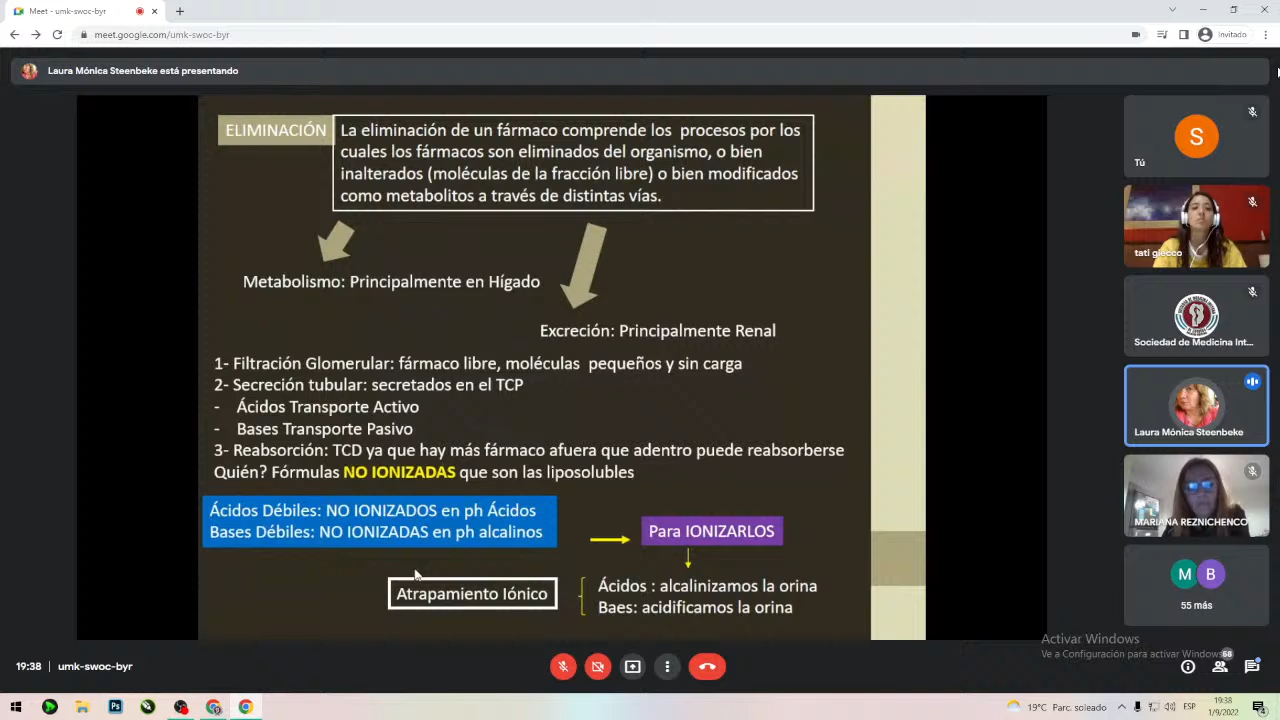 Meet - umk-swoc-byr
meet.google.com/umk-swoc-byr
Invitado
Laura Mónica Steenbeke está presentando
ELIMINACIÓN
La eliminación de un fármaco comprende los procesos por los
cuales los fármacos son eliminados del organismo, o bien
inalterados (moléculas de la fracción libre) o bien modificados
como metabolitos a través de distintas vías.
Metabolismo: Principalmente en Hígado
Excreción: Principalmente Renal
1- Filtración Glomerular: fármaco libre, moléculas pequeños y sin carga
2- Secreción tubular: secretados en el TCP
- Ácidos Transporte Activo
- Bases Transporte Pasivo
3- Reabsorción: TCD ya que hay más fármaco afuera que adentro puede reabsorberse
Quién? Fórmulas NO IONIZADAS que son las liposolubles
Ácidos Débiles: NO IONIZADOS en ph Ácidos
Bases Débiles: NO IONIZADAS en ph alcalinos
Para IONIZARLOS
Atrapamiento Iónico
Ácidos : alcalinizamos la orina
Baes: acidificamos la orina
S
Tú
tati giecco
Sociedad de Medicina Int...
Laura Mónica Steenbeke
MARIANA REZNICHENCO
M B
55 más
Activar Windows
Ve a Configuración para activar Windows.
68
19:38 umk-swoc-byr
19°C Parc. soleado
ESP
19:38
1/9/2022
4